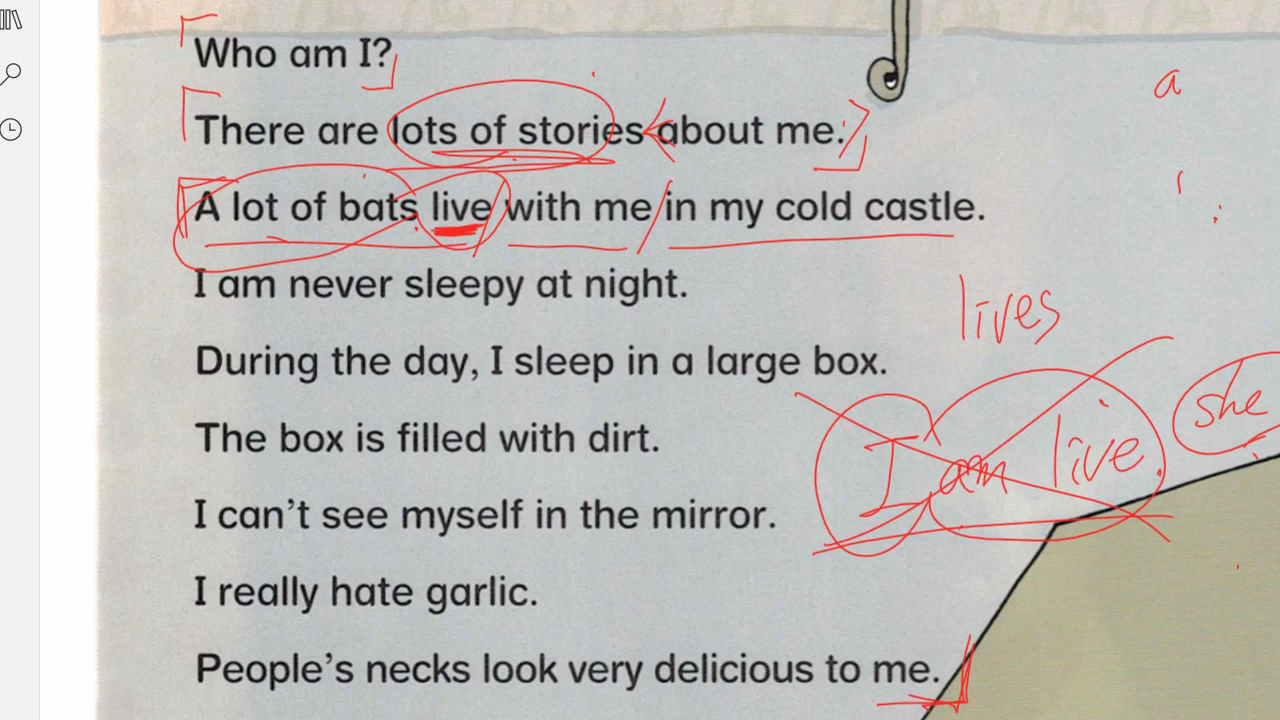 Who am I?
There are lots of stories about me.
A lot of bats live with me in my cold castle.
I am never sleepy at night.
lives
During the day, I sleep in a large box.
she
The box is filled with dirt.
I am live
I can't see myself in the mirror.
I really hate garlic.
People's necks look very delicious to me.
a